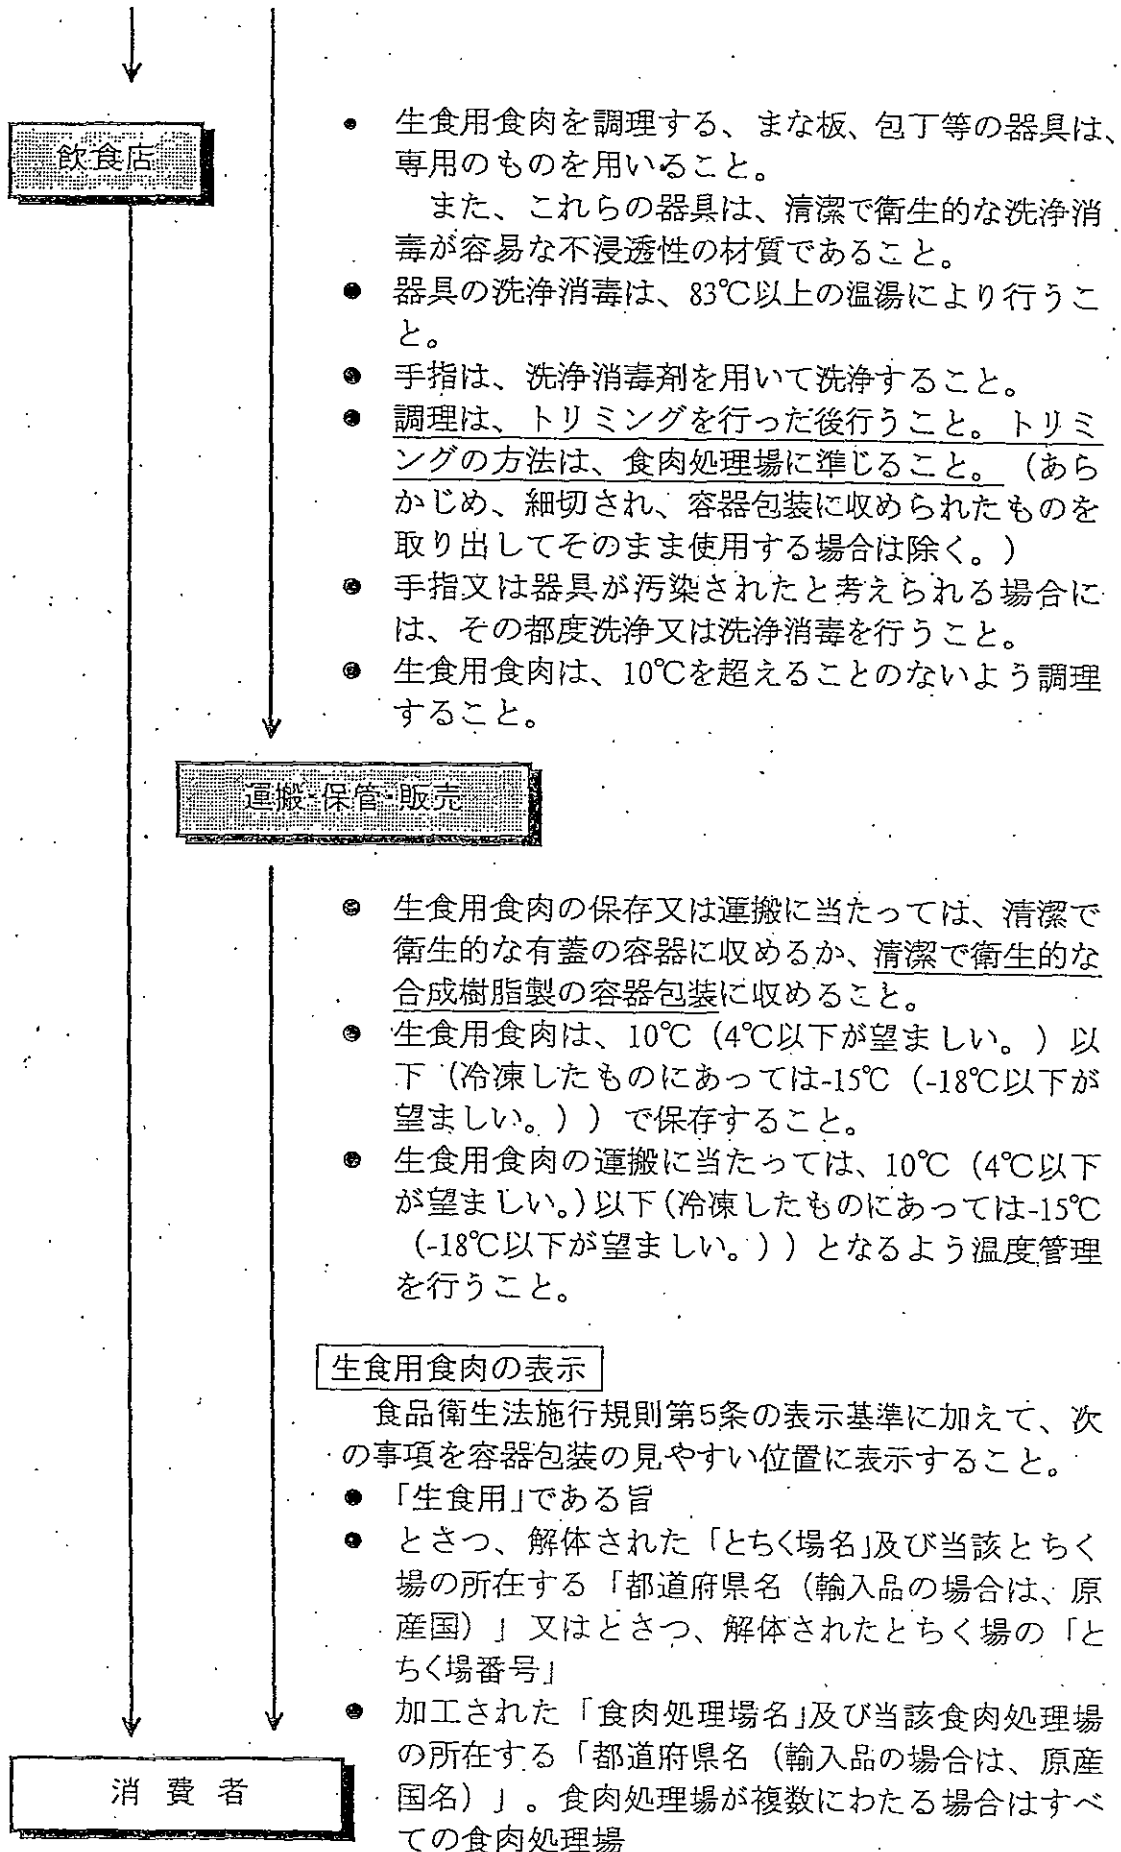 飲食店
● 生食用食肉を調理する、まな板、包丁等の器具は、
専用のものを用いること。
また、これらの器具は、清潔で衛生的な洗浄消
毒が容易な不浸透性の材質であること。
● 器具の洗浄消毒は、83℃以上の温湯により行うこ
と。
● 手指は、洗浄消毒剤を用いて洗浄すること。
● 調理は、トリミングを行った後行うこと。トリミ
ングの方法は、食肉処理場に準じること。（あら
かじめ、細切され、容器包装に収められたものを
取り出してそのまま使用する場合は除く。）
● 手指又は器具が汚染されたと考えられる場合に
は、その都度洗浄又は洗浄消毒を行うこと。
● 生食用食肉は、10℃を超えることのないよう調理
すること。
運搬・保管・販売
● 生食用食肉の保存又は運搬に当たっては、清潔で
衛生的な有蓋の容器に収めるか、清潔で衛生的な
合成樹脂製の容器包装に収めること。
● 生食用食肉は、10℃（4℃以下が望ましい。）以
下（冷凍したものにあっては-15℃（-18℃以下が
望ましい。））で保存すること。
● 生食用食肉の運搬に当たっては、10℃（4℃以下
が望ましい。）以下（冷凍したものにあっては-15℃
（-18℃以下が望ましい。））となるよう温度管理
を行うこと。
生食用食肉の表示
食品衛生法施行規則第5条の表示基準に加えて、次
の事項を容器包装の見やすい位置に表示すること。
● 「生食用」である旨
● とさつ、解体された「とちく場名」及び当該とちく
場の所在する「都道府県名（輸入品の場合は、原
産国）」又はとさつ、解体されたとちく場の「と
ちく場番号」
● 加工された「食肉処理場名」及び当該食肉処理場
の所在する「都道府県名（輸入品の場合は、原産
国名）」。食肉処理場が複数にわたる場合はすべ
ての食肉処理場
消費者